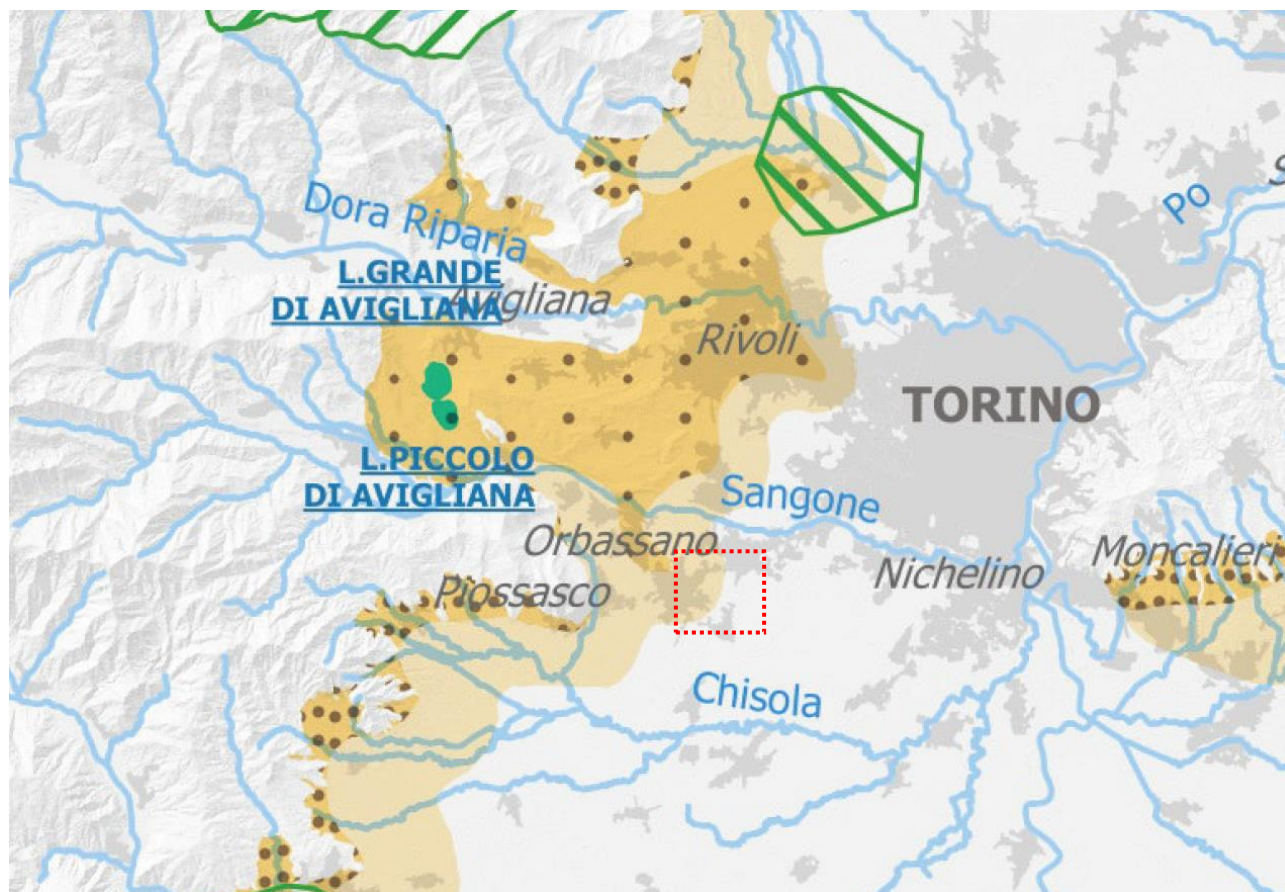 Po
S
Dora Riparia
L.GRANDE
DI AVIGLIANA
Avigliana
Rivoli
TORINO
L.PICCOLO
DI AVIGLIANA
Sangone
Orbassano
Moncalieri
Nichelino
Piossasco
Chisola